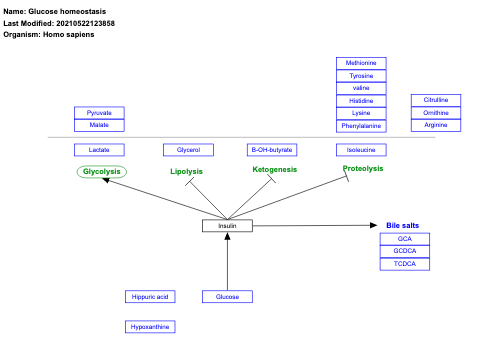 Name: Glucose homeostasis
Last Modified: 20210522123858
Organism: Homo sapiens
Methionine
Tyrosine
valine
Histidine
Lysine
Phenylalanine
Citrulline
Ornithine
Arginine
Pyruvate
Malate
Lactate
Glycerol
B-OH-butyrate
Isoleucine
Glycolysis
Lipolysis
Ketogenesis
Proteolysis
Insulin
Bile salts
GCA
GCDCA
TCDCA
Hippuric acid
Glucose
Hypoxanthine